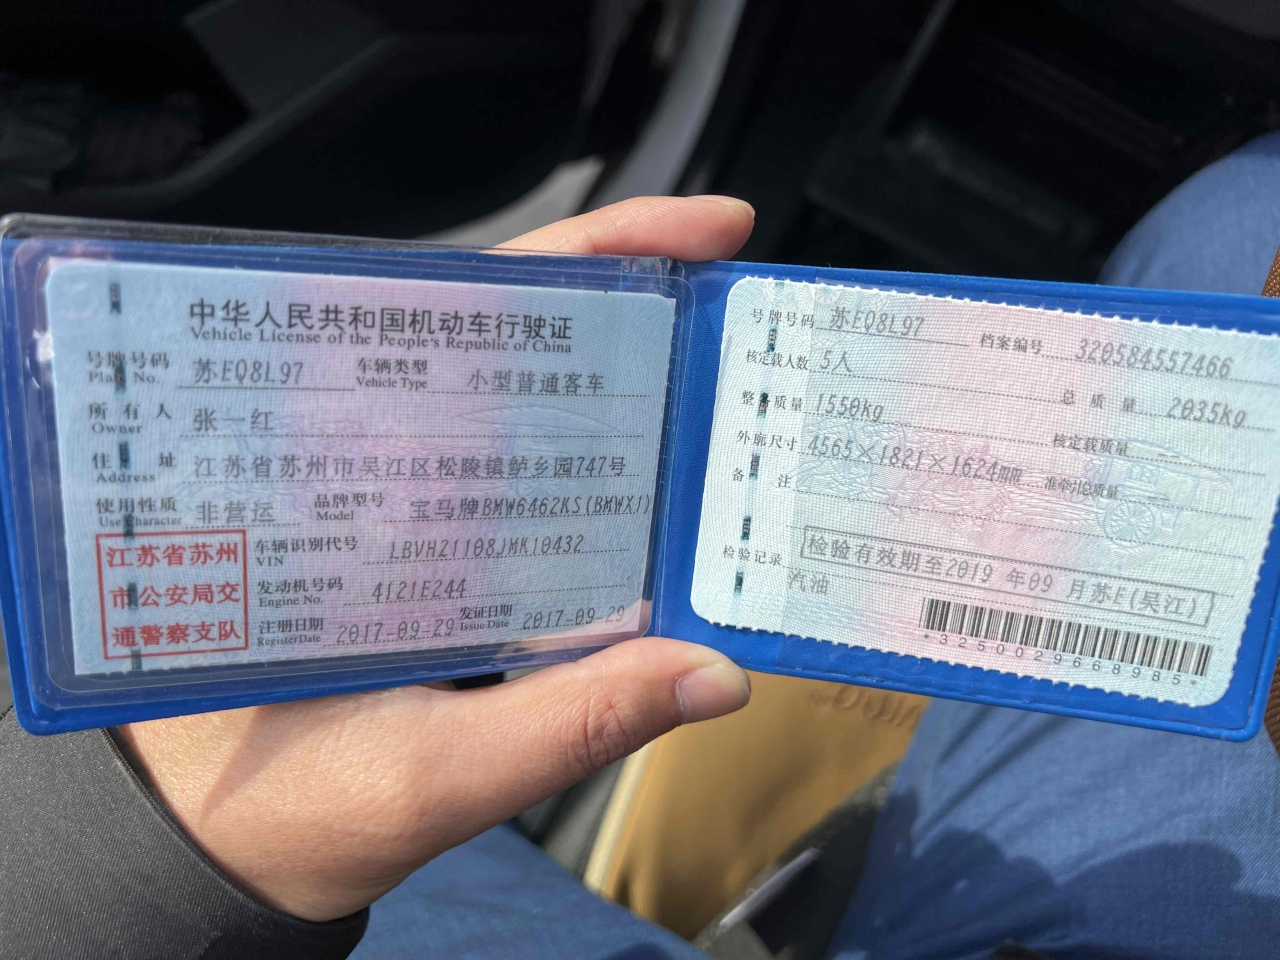 中华人民共和国机动车行驶证
Vehicle License of the People's Republic of China
号牌号码 苏EQ8L97 车辆类型 小型普通客车
Plate No. Vehicle Type
所有人 张一红
Owner
住址 江苏省苏州市吴江区松陵镇鲈乡园747号
Address
使用性质 非营运 品牌型号 宝马牌BMW6462KS(BMWX1)
Use Character Model
江苏省苏州
市公安局交
通警察支队
车辆识别代号 LBVHZ1108JMK10432
VIN
发动机号码 4121E244
Engine No.
注册日期 2017-09-29 发证日期 2017-09-29
Register Date Issue Date
号牌号码 苏EQ8L97 档案编号 320584557466
核定载人数 5人 总质量 2035kg
整备质量 1550kg 核定载质量
外廓尺寸 4565×1821×1624mm 准牵引总质量 --
备注
检验记录 检验有效期至2019年09月苏E(吴江)
汽油
*3250029668985*